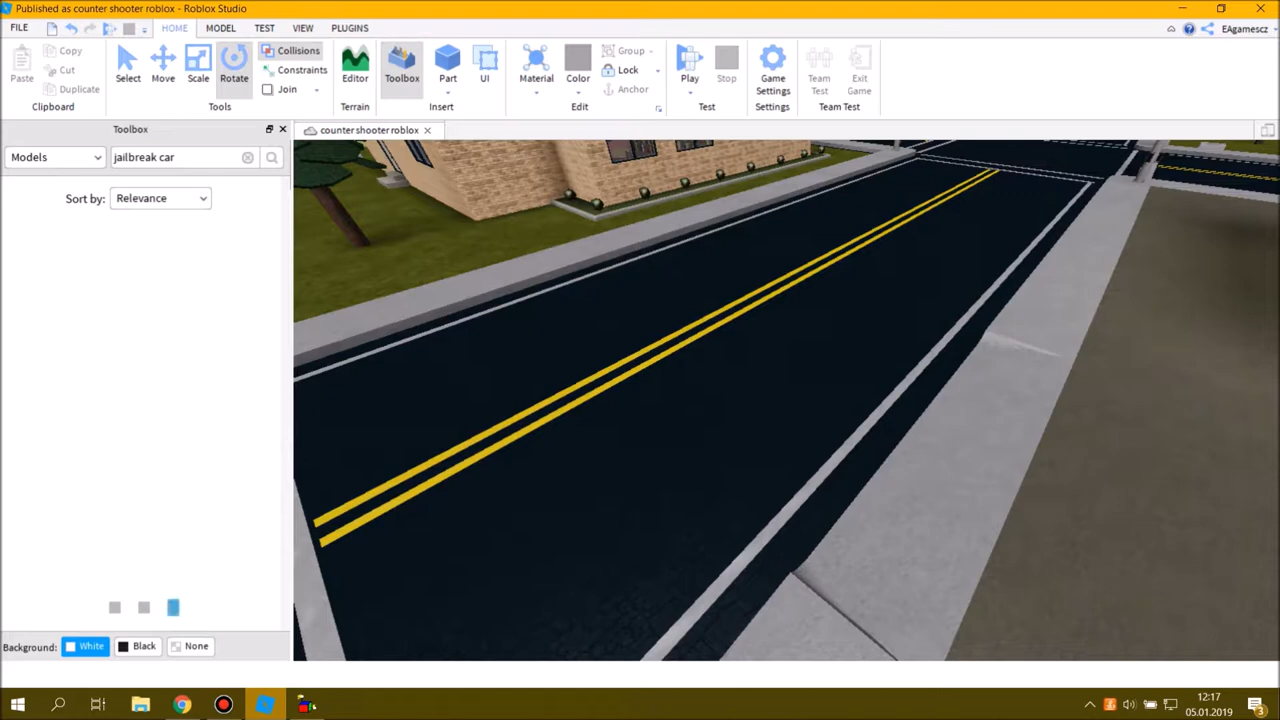 Published as counter shooter roblox - Roblox Studio
FILE HOME MODEL TEST VIEW PLUGINS EAgamescz
Paste Copy Cut Duplicate Clipboard
Select Move Scale Rotate Collisions Constraints Join Tools
Editor Terrain
Toolbox Part UI Insert
Material Color Group Lock Anchor Edit
Play Stop Test
Game Settings Settings
Team Test Exit Game Team Test
Toolbox
counter shooter roblox
Models jailbreak car
Sort by: Relevance
Background: White Black None
12:17
05.01.2019
3